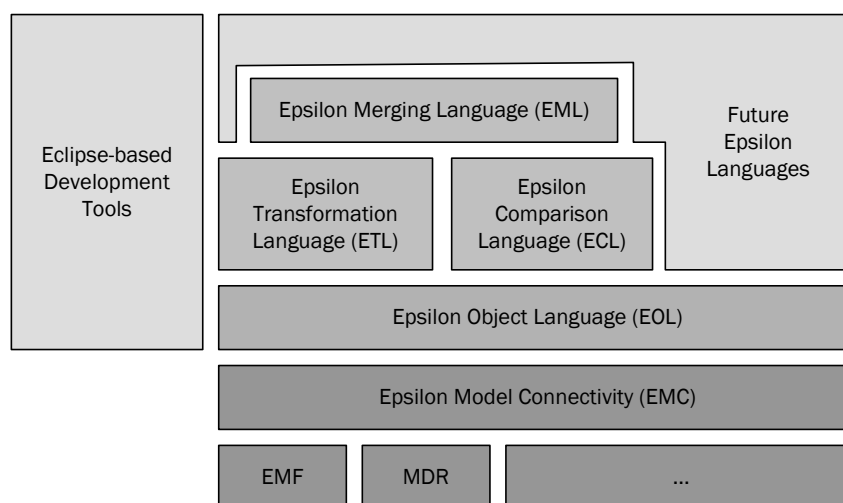 Eclipse-based
Development
Tools
Epsilon Merging Language (EML)
Future
Epsilon
Languages
Epsilon
Transformation
Language (ETL)
Epsilon
Comparison
Language (ECL)
Epsilon Object Language (EOL)
Epsilon Model Connectivity (EMC)
EMF
MDR
...